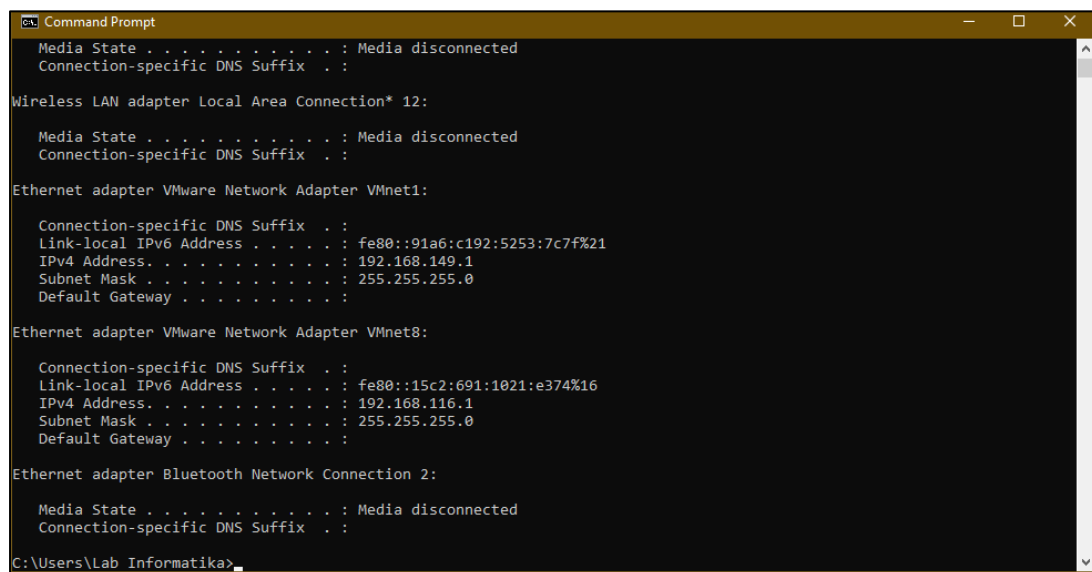 Command Prompt
Media State . . . . . . . . . . . : Media disconnected
Connection-specific DNS Suffix  . :
Wireless LAN adapter Local Area Connection* 12:
Media State . . . . . . . . . . . : Media disconnected
Connection-specific DNS Suffix  . :
Ethernet adapter VMware Network Adapter VMnet1:
Connection-specific DNS Suffix  . :
Link-local IPv6 Address . . . . . : fe80::91a6:c192:5253:7c7f%21
IPv4 Address. . . . . . . . . . . : 192.168.149.1
Subnet Mask . . . . . . . . . . . : 255.255.255.0
Default Gateway . . . . . . . . . :
Ethernet adapter VMware Network Adapter VMnet8:
Connection-specific DNS Suffix  . :
Link-local IPv6 Address . . . . . : fe80::15c2:691:1021:e374%16
IPv4 Address. . . . . . . . . . . : 192.168.116.1
Subnet Mask . . . . . . . . . . . : 255.255.255.0
Default Gateway . . . . . . . . . :
Ethernet adapter Bluetooth Network Connection 2:
Media State . . . . . . . . . . . : Media disconnected
Connection-specific DNS Suffix  . :
C:\Users\Lab Informatika>